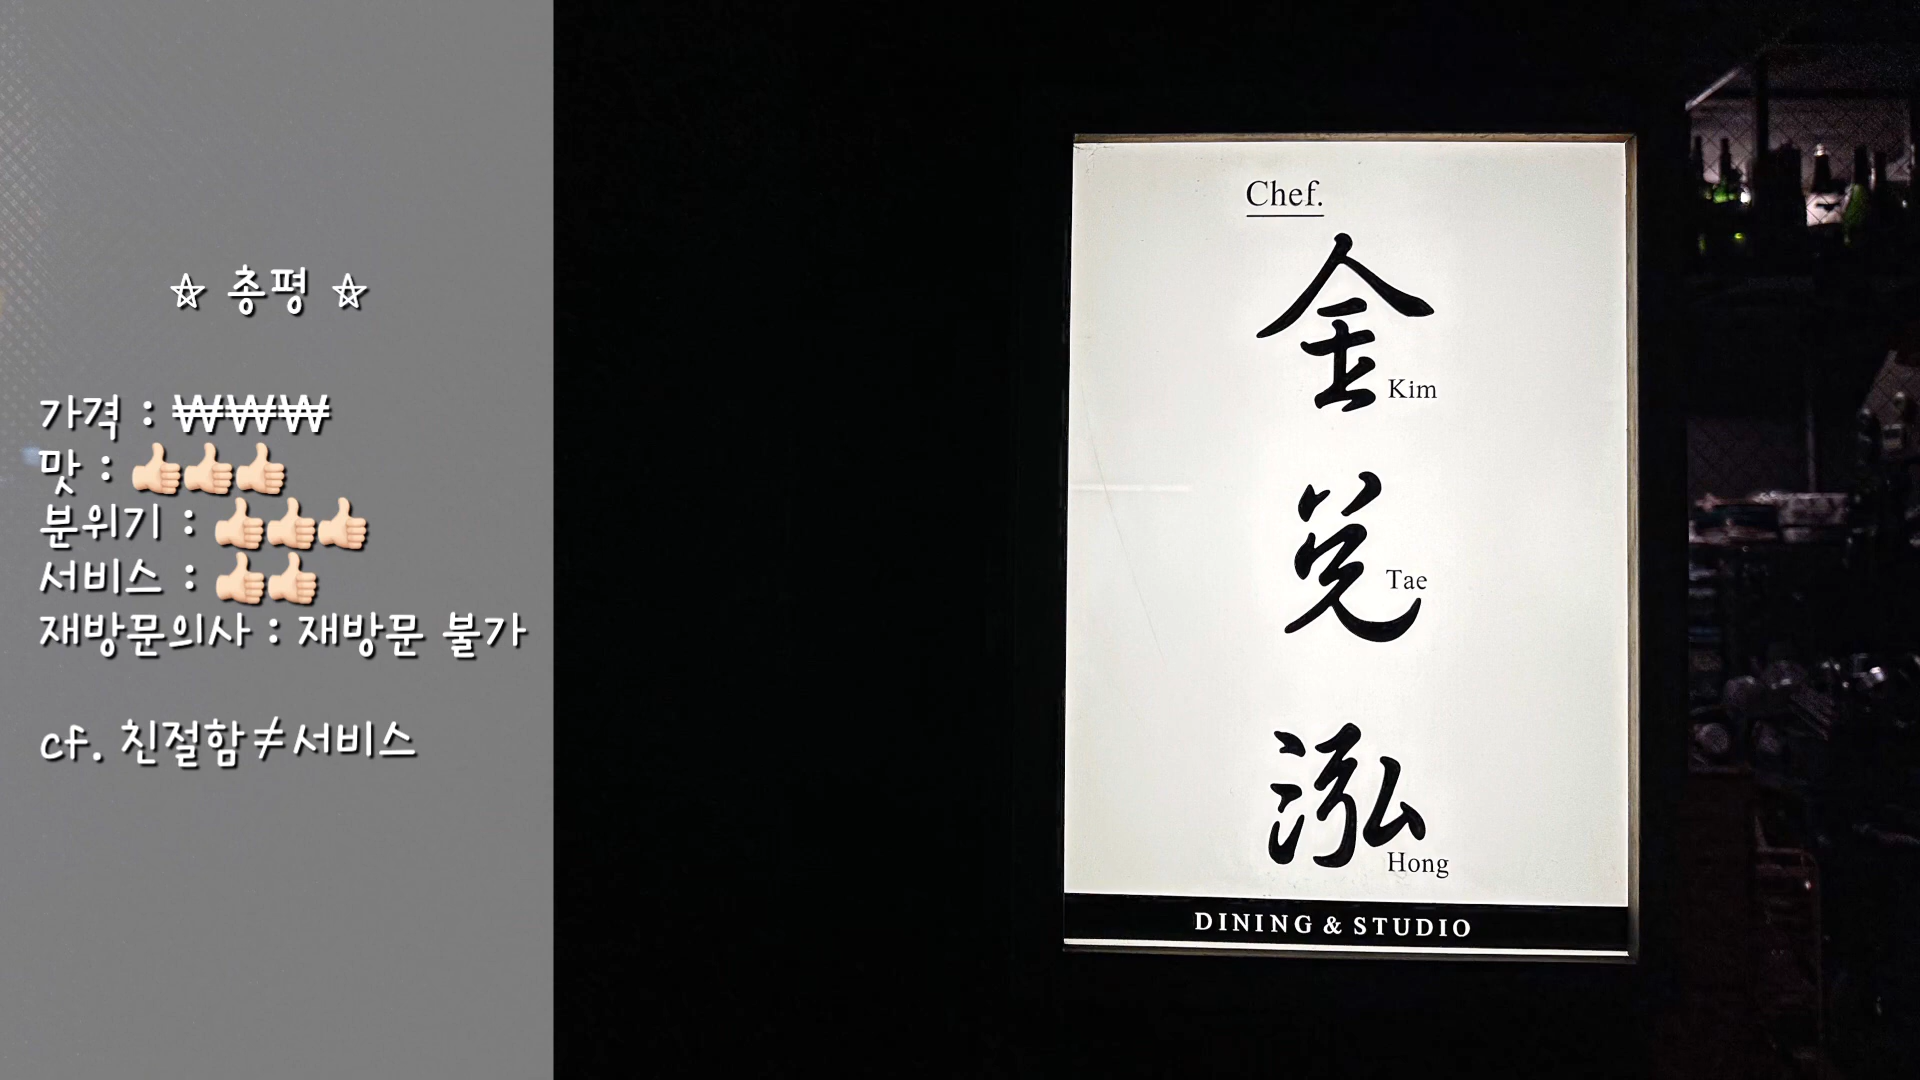 ☆ 총평 ☆
가격 : ₩₩₩
맛 : 👍🏻👍🏻👍🏻
분위기 : 👍🏻👍🏻👍🏻
서비스 : 👍🏻👍🏻
재방문의사 : 재방문 불가
cf. 친절함≠서비스
Chef.
金
Kim
兌
Tae
泓
Hong
DINING & STUDIO